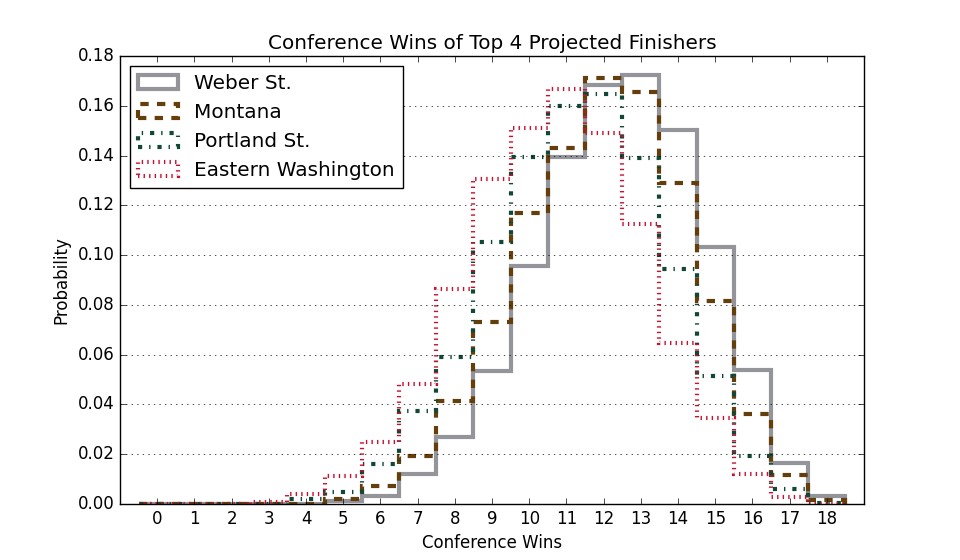 Conference Wins of Top 4 Projected Finishers
0.18
0.16
0.14
0.12
0.10
0.08
0.06
0.04
0.02
0.00
Probability
Weber St.
Montana
Portland St.
Eastern Washington
0 1 2 3 4 5 6 7 8 9 10 11 12 13 14 15 16 17 18
Conference Wins